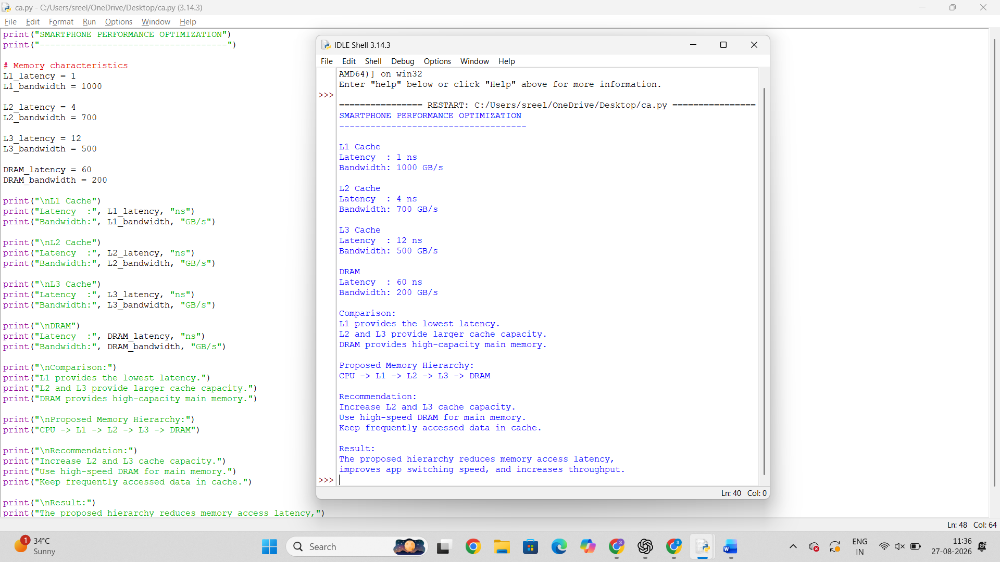 ca.py - C:/Users/sreel/OneDrive/Desktop/ca.py (3.14.3)
File Edit Format Run Options Window Help
print("SMARTPHONE PERFORMANCE OPTIMIZATION")
print("------------------------------------")
# Memory characteristics
L1_latency = 1
L1_bandwidth = 1000
L2_latency = 4
L2_bandwidth = 700
L3_latency = 12
L3_bandwidth = 500
DRAM_latency = 60
DRAM_bandwidth = 200
print("\nL1 Cache")
print("Latency  :", L1_latency, "ns")
print("Bandwidth:", L1_bandwidth, "GB/s")
print("\nL2 Cache")
print("Latency  :", L2_latency, "ns")
print("Bandwidth:", L2_bandwidth, "GB/s")
print("\nL3 Cache")
print("Latency  :", L3_latency, "ns")
print("Bandwidth:", L3_bandwidth, "GB/s")
print("\nDRAM")
print("Latency  :", DRAM_latency, "ns")
print("Bandwidth:", DRAM_bandwidth, "GB/s")
print("\nComparison:")
print("L1 provides the lowest latency.")
print("L2 and L3 provide larger cache capacity.")
print("DRAM provides high-capacity main memory.")
print("\nProposed Memory Hierarchy:")
print("CPU -> L1 -> L2 -> L3 -> DRAM")
print("\nRecommendation:")
print("Increase L2 and L3 cache capacity.")
print("Use high-speed DRAM for main memory.")
print("Keep frequently accessed data in cache.")
print("\nResult:")
print("The proposed hierarchy reduces memory access latency,")
Ln: 48 Col: 64
IDLE Shell 3.14.3
File Edit Shell Debug Options Window Help
AMD64)] on win32
Enter "help" below or click "Help" above for more information.
>>>
================ RESTART: C:/Users/sreel/OneDrive/Desktop/ca.py ================
SMARTPHONE PERFORMANCE OPTIMIZATION
------------------------------------
L1 Cache
Latency  : 1 ns
Bandwidth: 1000 GB/s
L2 Cache
Latency  : 4 ns
Bandwidth: 700 GB/s
L3 Cache
Latency  : 12 ns
Bandwidth: 500 GB/s
DRAM
Latency  : 60 ns
Bandwidth: 200 GB/s
Comparison:
L1 provides the lowest latency.
L2 and L3 provide larger cache capacity.
DRAM provides high-capacity main memory.
Proposed Memory Hierarchy:
CPU -> L1 -> L2 -> L3 -> DRAM
Recommendation:
Increase L2 and L3 cache capacity.
Use high-speed DRAM for main memory.
Keep frequently accessed data in cache.
Result:
The proposed hierarchy reduces memory access latency,
improves app switching speed, and increases throughput.
>>>
Ln: 40 Col: 0
1
34°C
Sunny
Search
S
S
W
ENG
IN
11:36
27-08-2026